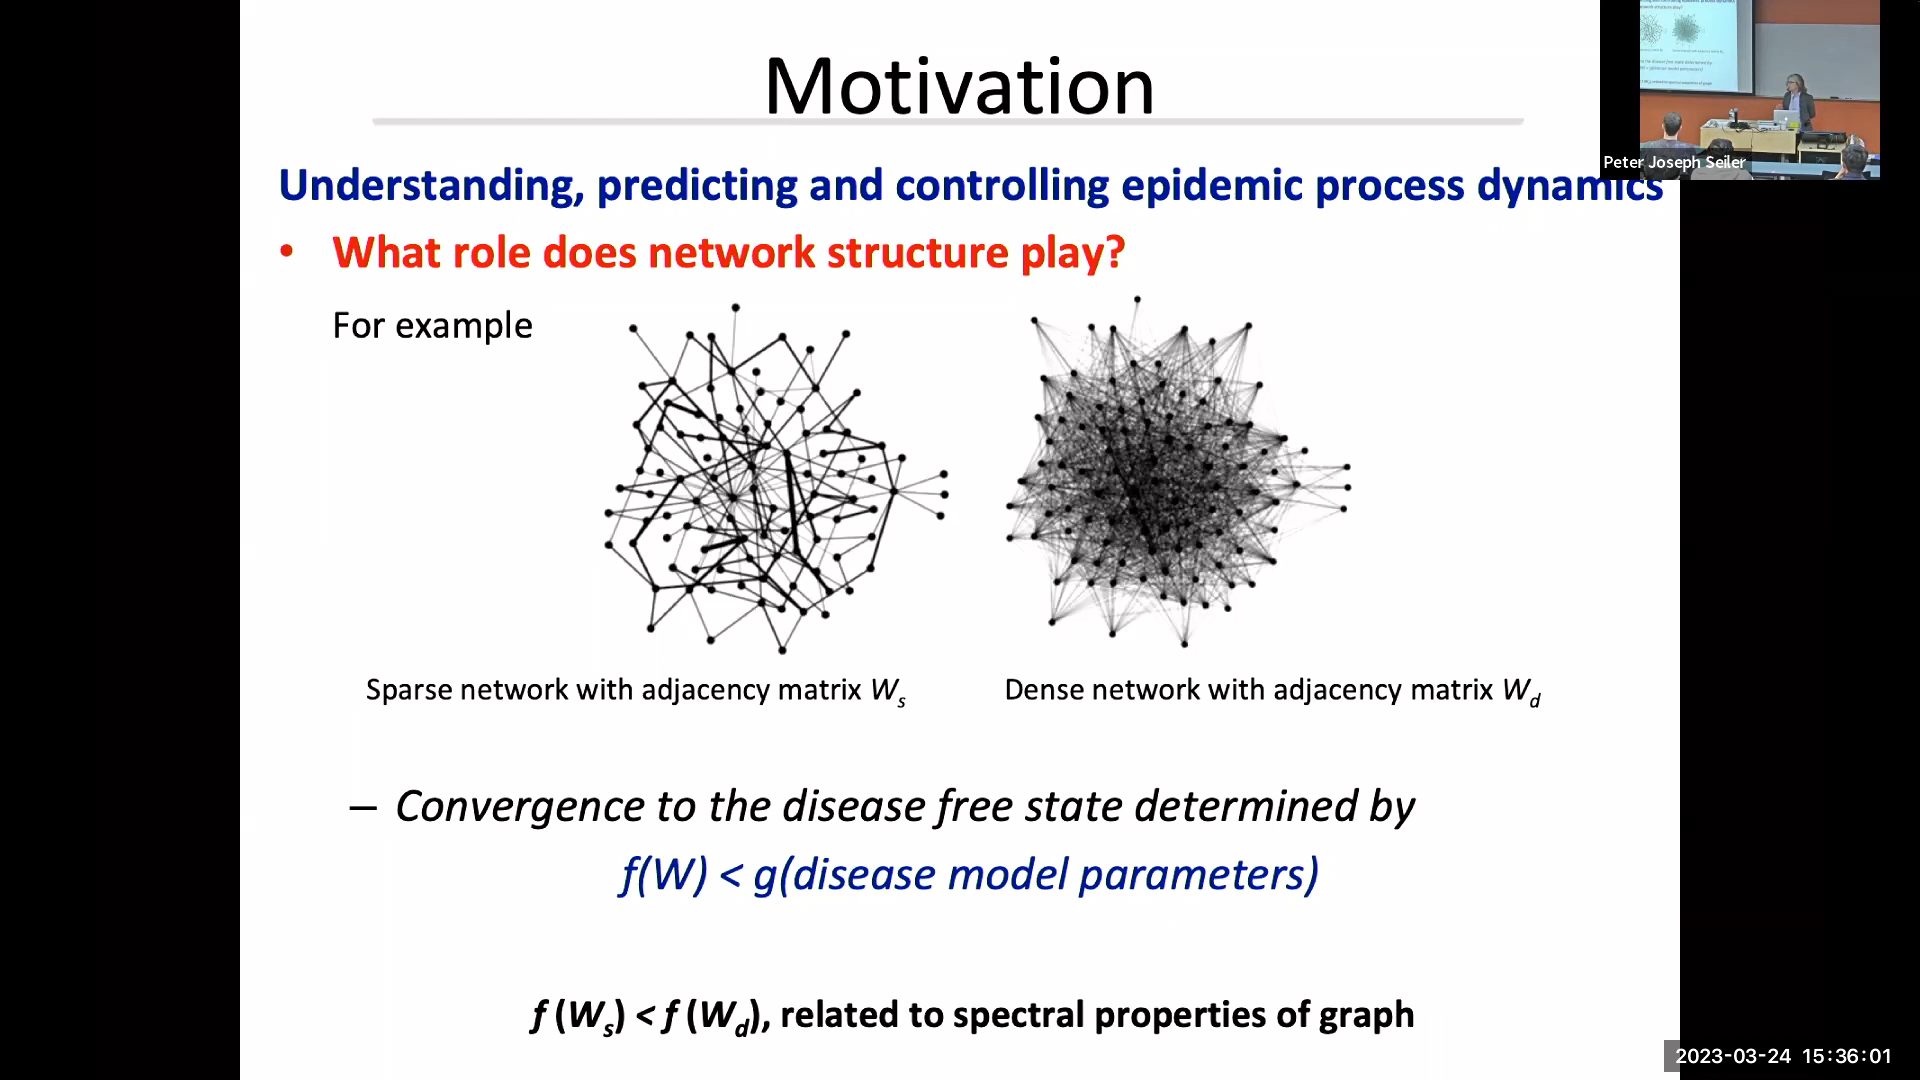 Motivation
Peter Joseph Seiler
Understanding, predicting and controlling epidemic process dynamics
• What role does network structure play?
For example
Sparse network with adjacency matrix Ws
Dense network with adjacency matrix Wd
– Convergence to the disease free state determined by
f(W) < g(disease model parameters)
f (Ws) < f (Wd), related to spectral properties of graph
2023-03-24 15:36:01